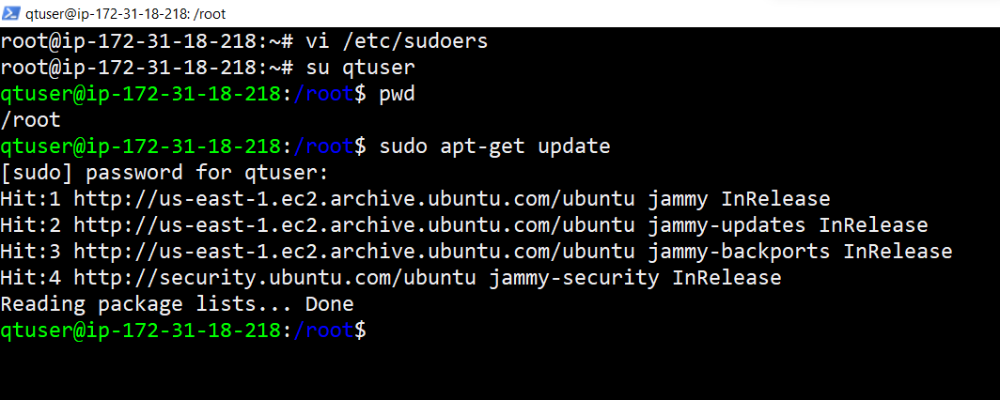 qtuser@ip-172-31-18-218: /root
root@ip-172-31-18-218:~# vi /etc/sudoers
root@ip-172-31-18-218:~# su qtuser
qtuser@ip-172-31-18-218:/root$ pwd
/root
qtuser@ip-172-31-18-218:/root$ sudo apt-get update
[sudo] password for qtuser:
Hit:1 http://us-east-1.ec2.archive.ubuntu.com/ubuntu jammy InRelease
Hit:2 http://us-east-1.ec2.archive.ubuntu.com/ubuntu jammy-updates InRelease
Hit:3 http://us-east-1.ec2.archive.ubuntu.com/ubuntu jammy-backports InRelease
Hit:4 http://security.ubuntu.com/ubuntu jammy-security InRelease
Reading package lists... Done
qtuser@ip-172-31-18-218:/root$